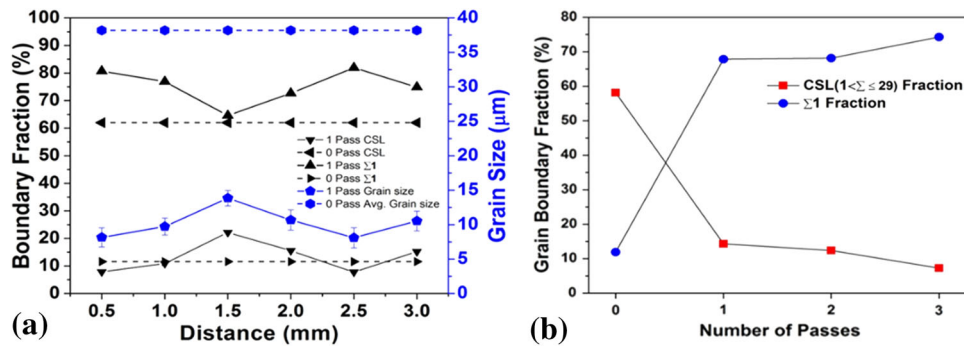 Boundary Fraction (%)
100
90
80
70
60
50
40
30
20
10
0
1 Pass CSL
0 Pass CSL
1 Pass Σ1
0 Pass Σ1
1 Pass Grain size
0 Pass Avg. Grain size
40
35
30
25
20
15
10
5
0
Grain Size (μm)
0.5 1.0 1.5 2.0 2.5 3.0
Distance (mm)
(a)
Grain Boundary Fraction (%)
80
70
60
50
40
30
20
10
0
CSL(1<Σ ≤ 29) Fraction
Σ1 Fraction
0 1 2 3
Number of Passes
(b)